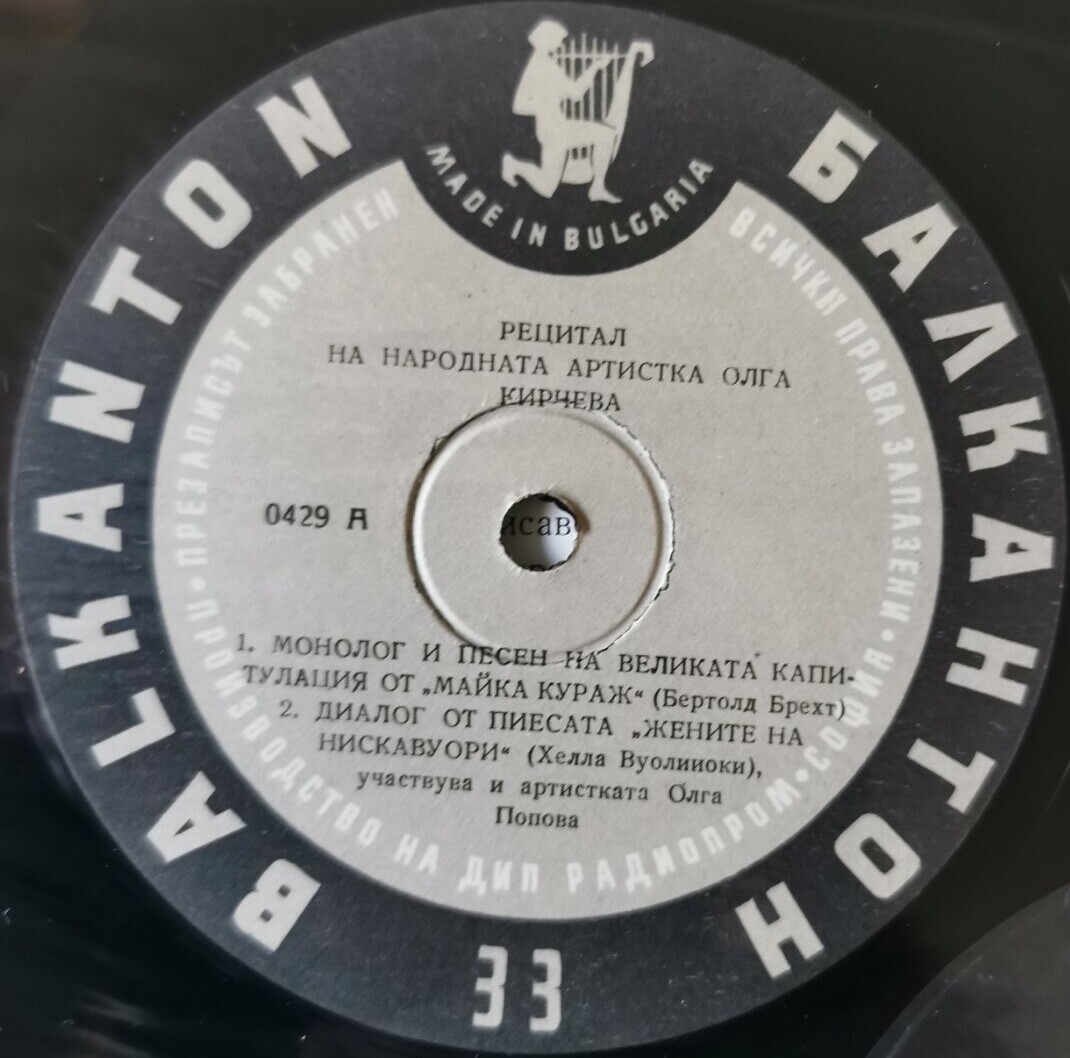 BALKANTON
БАЛКАНТОН
MADE IN BULGARIA
ВСИЧКИ ПРАВА ЗАПАЗЕНИ • ПРЕЗАПИСЪТ ЗАБРАНЕН
РЕЦИТАЛ
НА НАРОДНАТА АРТИСТКА ОЛГА
КИРЧЕВА
0429 А
исав
1. МОНОЛОГ И ПЕСЕН НА ВЕЛИКАТА КАПИ-
ТУЛАЦИЯ ОТ „МАЙКА КУРАЖ“ (Бертолд Брехт)
2. ДИАЛОГ ОТ ПИЕСАТА „ЖЕНИТЕ НА
НИСКАВУОРИ“ (Хелла Вуолииоки),
участвува и артистката Олга
Попова
ПРОИЗВОДСТВО НА ДИП РАДИОПРОМ • СОФИЯ
33